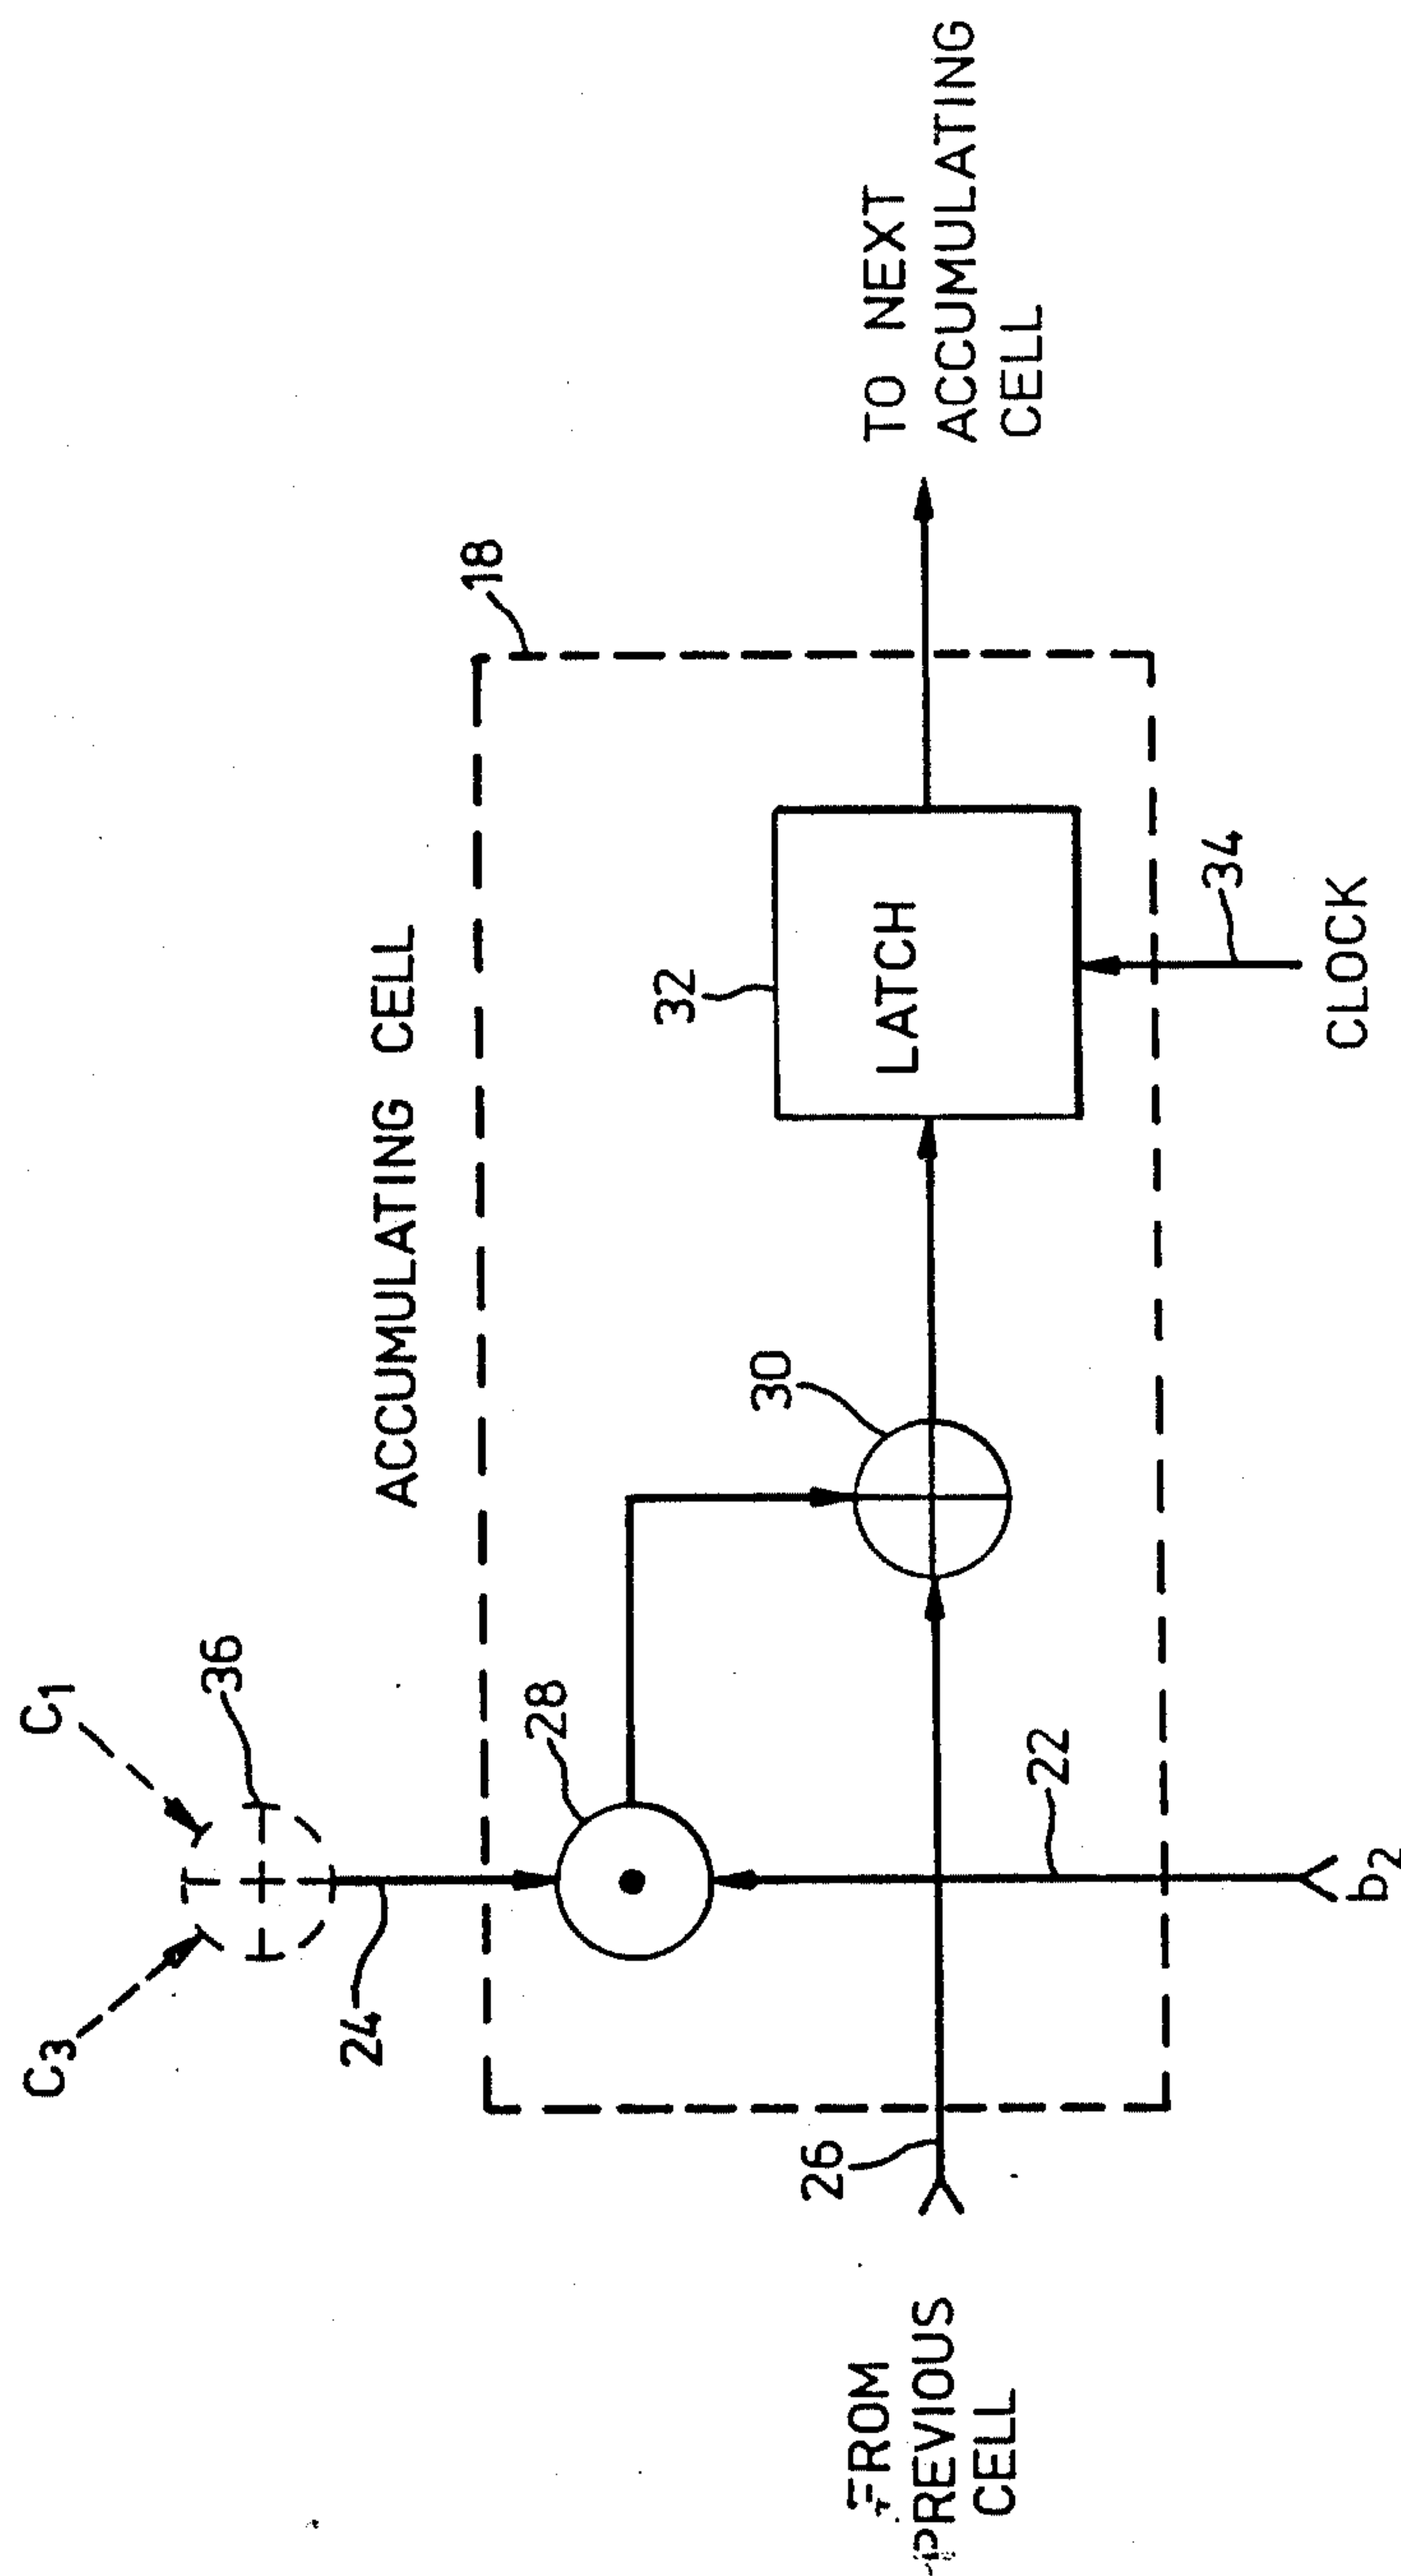 C3
C1
36
24
ACCUMULATING CELL
18
28
30
32
LATCH
26
22
34
FROM
PREVIOUS
CELL
b2
CLOCK
TO NEXT
ACCUMULATING
CELL